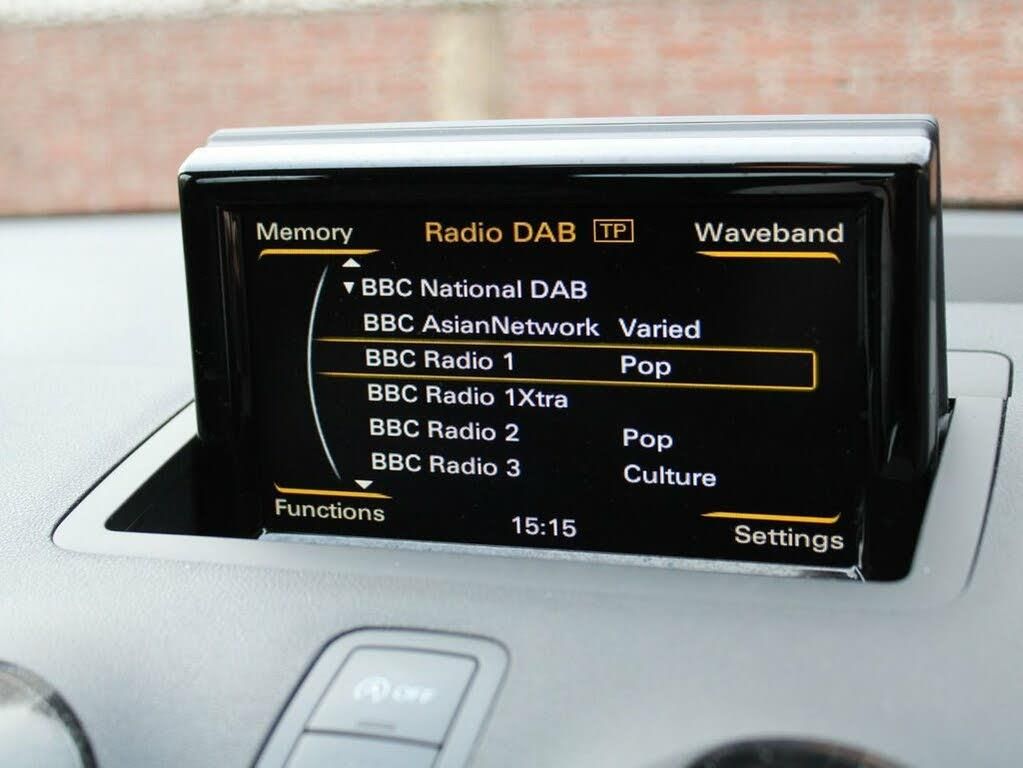 Memory Radio DAB TP Waveband
BBC National DAB
BBC AsianNetwork Varied
BBC Radio 1 Pop
BBC Radio 1Xtra
BBC Radio 2 Pop
BBC Radio 3 Culture
Functions 15:15 Settings
A OFF